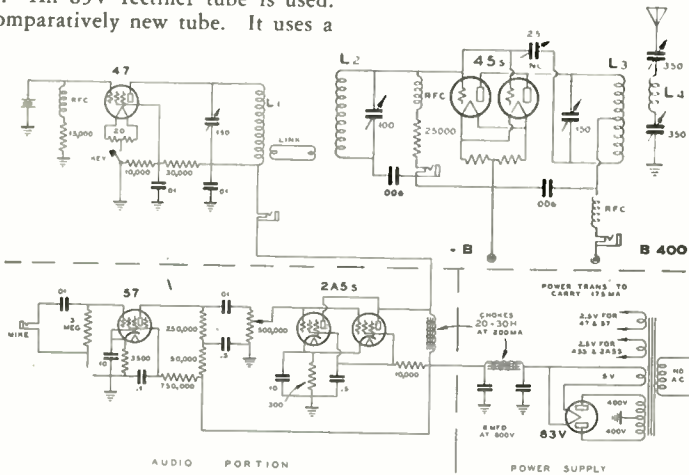 . An 83V rectifier tube is used.
omparatively new tube. It uses a
47
RFC
15,000
20
KEY
10,000
30,000
.01
.01
150
L1
LINK
L2
100
RFC
25000
45s
25
NC
L3
150
.006
.006
RFC
350
L4
350
- B
B 400
MIKE
.01
3
MEG
57
10
3500
.1
750,000
250,000
50,000
.01
.5
500,000
2A5s
10
300
.5
10,000
CHOKES
20-30H
AT 200MA
8 MFD
AT 600V
POWER TRANS TO
CARRY 175 MA
2.5V FOR
47 & 57
2.5V FOR
45S & 2A5S
5V
400V
400V
83V
110
AC
AUDIO PORTION
POWER SUPPLY